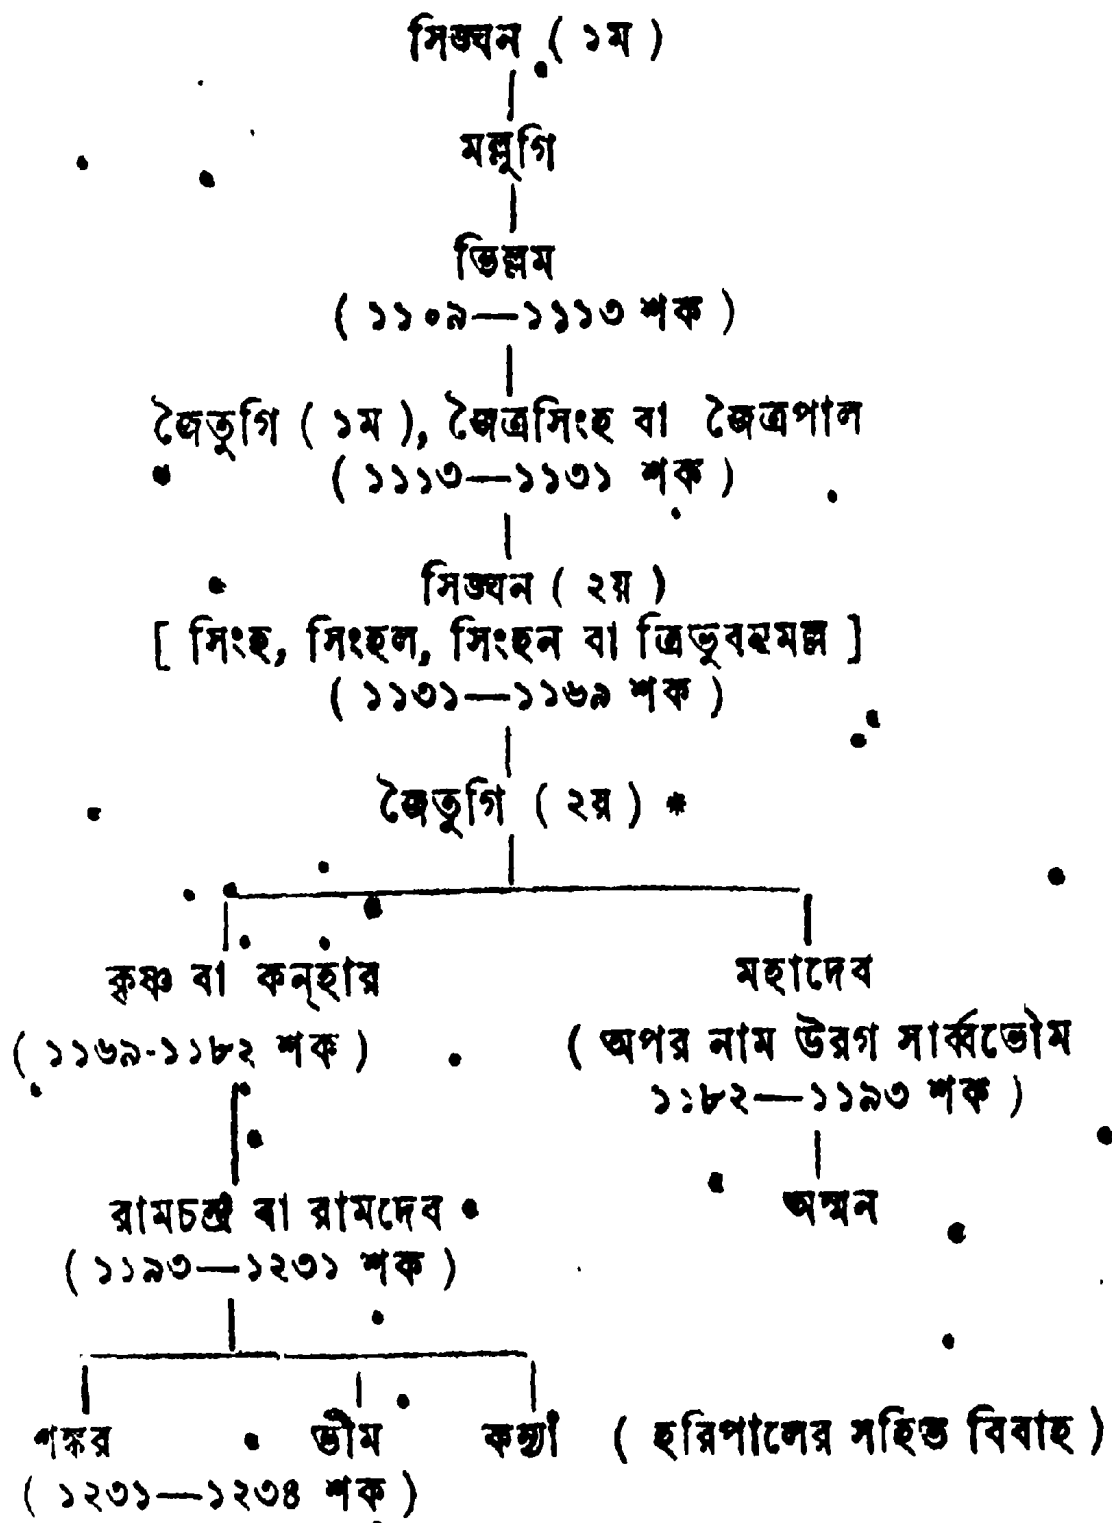 সিঙ্ঘন ( ১ম )
মল্লুগি
ভিল্লম
( ১১০৯—১১১৩ শক )
জৈতুগি ( ১ম ), জৈত্রসিংহ বা জৈত্রপাল
( ১১১৩—১১৩১ শক )
সিঙ্ঘন ( ২য় )
[ সিংহ, সিংহল, সিংহন বা ত্রিভুবনমল্ল ]
( ১১৩১—১১৬৯ শক )
জৈতুগি ( ২য় ) *
কৃষ্ণ বা কন্‌হার মহাদেব
( ১১৬৯-১১৮২ শক ) ( অপর নাম উরগ সার্ব্বভৌম
১১৮২—১১৯৩ শক )
রামচন্দ্র বা রামদেব অম্মন
( ১১৯৩—১২৩১ শক )
শঙ্কর ভীম কন্যা ( হরিপালের সহিত বিবাহ )
( ১২৩১—১২৩৪ শক )